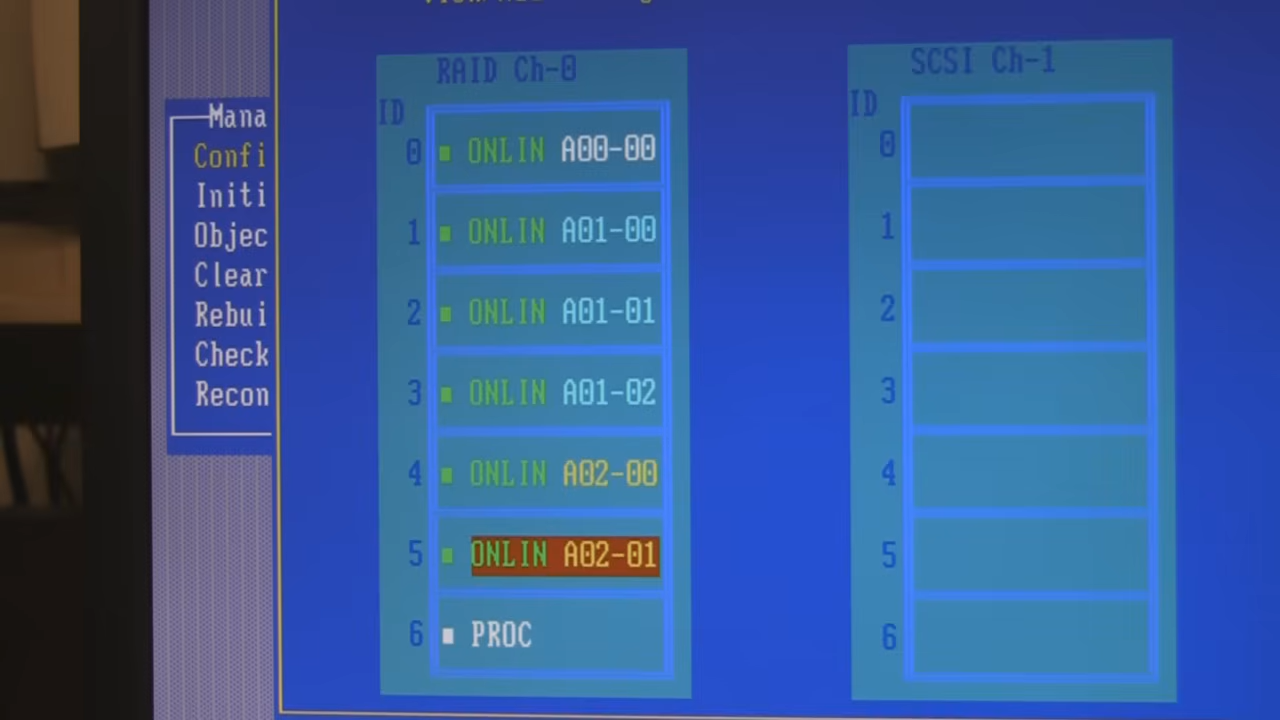 Mana
Confi
Initi
Objec
Clear
Rebui
Check
Recon
RAID Ch-0
ID
0 ONLIN A00-00
1 ONLIN A01-00
2 ONLIN A01-01
3 ONLIN A01-02
4 ONLIN A02-00
5 ONLIN A02-01
6 PROC
SCSI Ch-1
ID
0
1
2
3
4
5
6